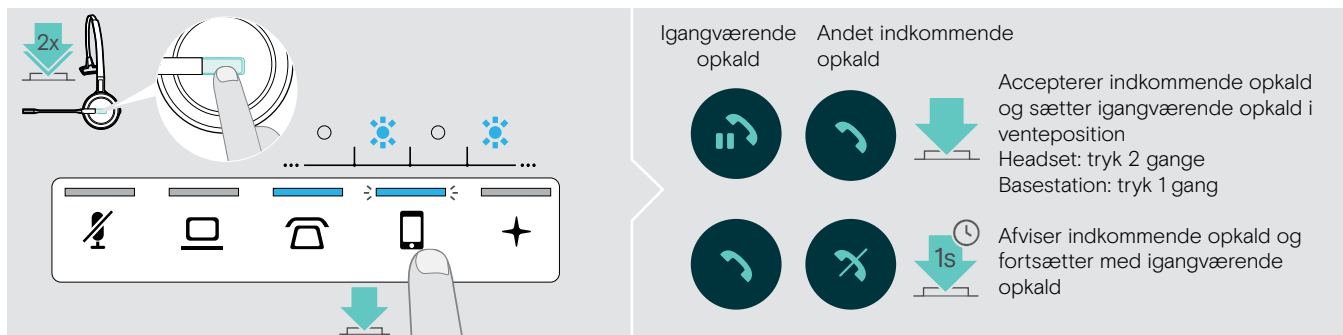 2x
Igangværende
opkald
Andet indkommende
opkald
Accepterer indkommende opkald
og sætter igangværende opkald i
venteposition
Headset: tryk 2 gange
Basestation: tryk 1 gang
1s
Afviser indkommende opkald og
fortsætter med igangværende
opkald